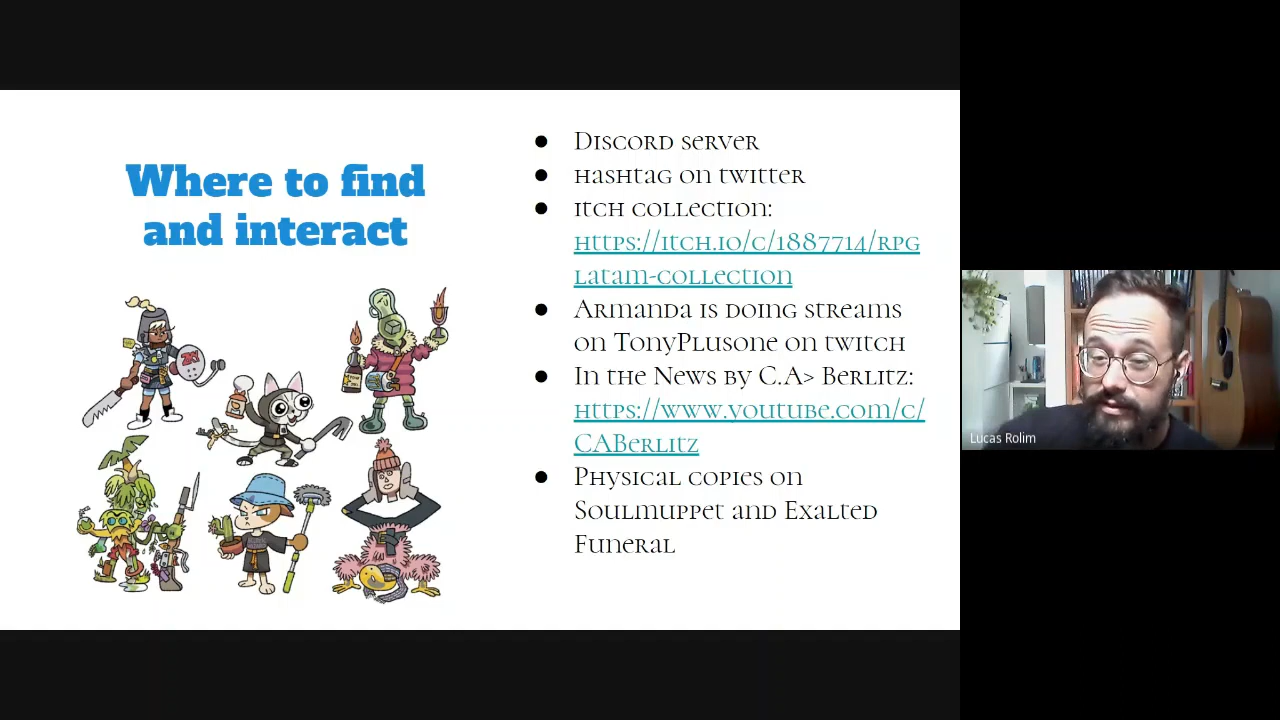 Where to find
and interact
Discord server
hashtag on twitter
Itch collection:
https://itch.io/c/1887714/rpg
latam-collection
Armanda is doing streams
on TonyPlusone on twitch
In the News by C.A> Berlitz:
https://www.youtube.com/c/
CABerlitz
Physical copies on
Soulmuppet and Exalted
Funeral
Lucas Rolim